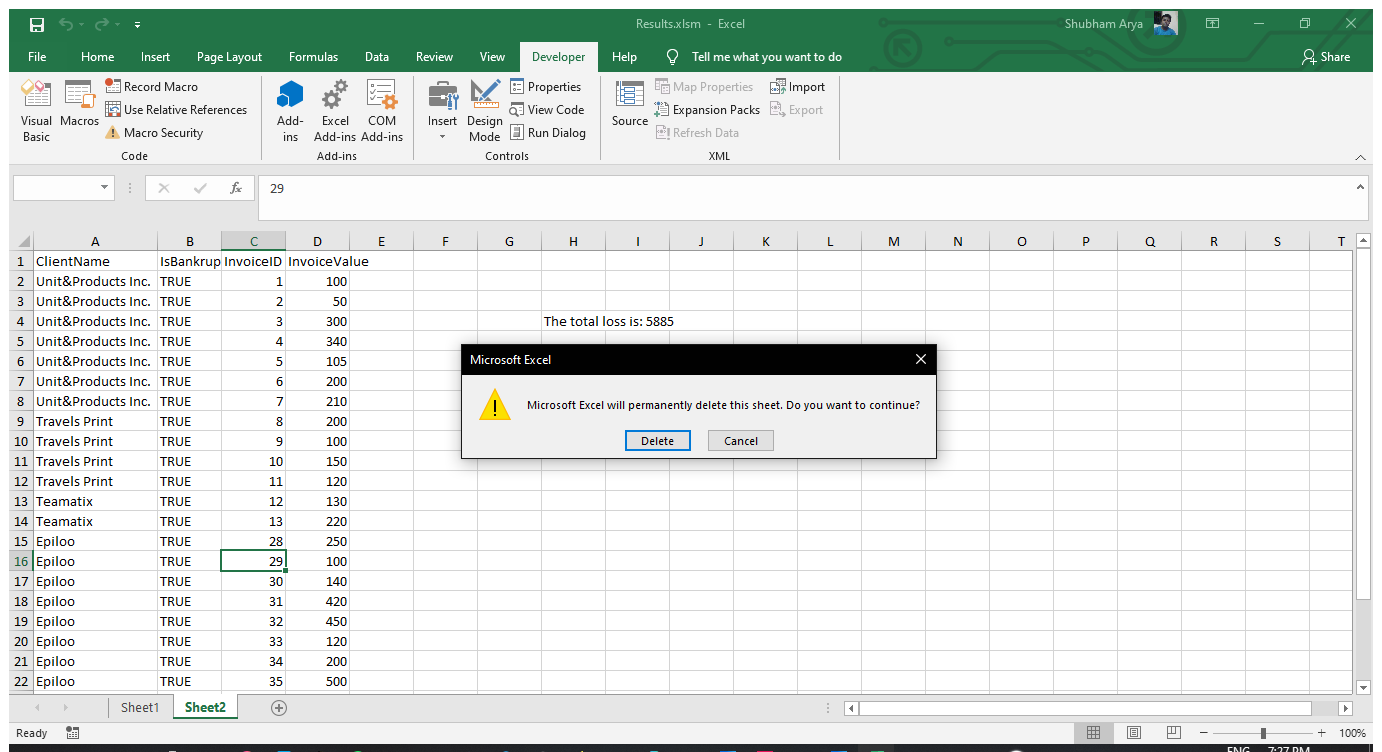 Results.xlsm - Excel
Shubham Arya
File Home Insert Page Layout Formulas Data Review View Developer Help Tell me what you want to do Share
Visual Basic
Macros
Record Macro
Use Relative References
Macro Security
Code
Add-ins
Excel Add-ins
COM Add-ins
Add-ins
Insert
Design Mode
Properties
View Code
Run Dialog
Controls
Source
Map Properties
Expansion Packs
Refresh Data
Import
Export
XML
fx 29
A B C D E F G H I J K L M N O P Q R S T
1 ClientName IsBankrup InvoiceID InvoiceValue
2 Unit&Products Inc. TRUE 1 100
3 Unit&Products Inc. TRUE 2 50
4 Unit&Products Inc. TRUE 3 300 The total loss is: 5885
5 Unit&Products Inc. TRUE 4 340
6 Unit&Products Inc. TRUE 5 105
7 Unit&Products Inc. TRUE 6 200
8 Unit&Products Inc. TRUE 7 210
9 Travels Print TRUE 8 200
10 Travels Print TRUE 9 100
11 Travels Print TRUE 10 150
12 Travels Print TRUE 11 120
13 Teamatix TRUE 12 130
14 Teamatix TRUE 13 220
15 Epiloo TRUE 28 250
16 Epiloo TRUE 29 100
17 Epiloo TRUE 30 140
18 Epiloo TRUE 31 420
19 Epiloo TRUE 32 450
20 Epiloo TRUE 33 120
21 Epiloo TRUE 34 200
22 Epiloo TRUE 35 500
Microsoft Excel
Microsoft Excel will permanently delete this sheet. Do you want to continue?
Delete Cancel
Sheet1 Sheet2
Ready 100%
ENG 7:27 PM